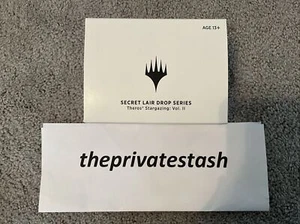 AGE 13+
SECRET LAIR DROP SERIES
Theros® Stargazing: Vol. II
theprivatestash